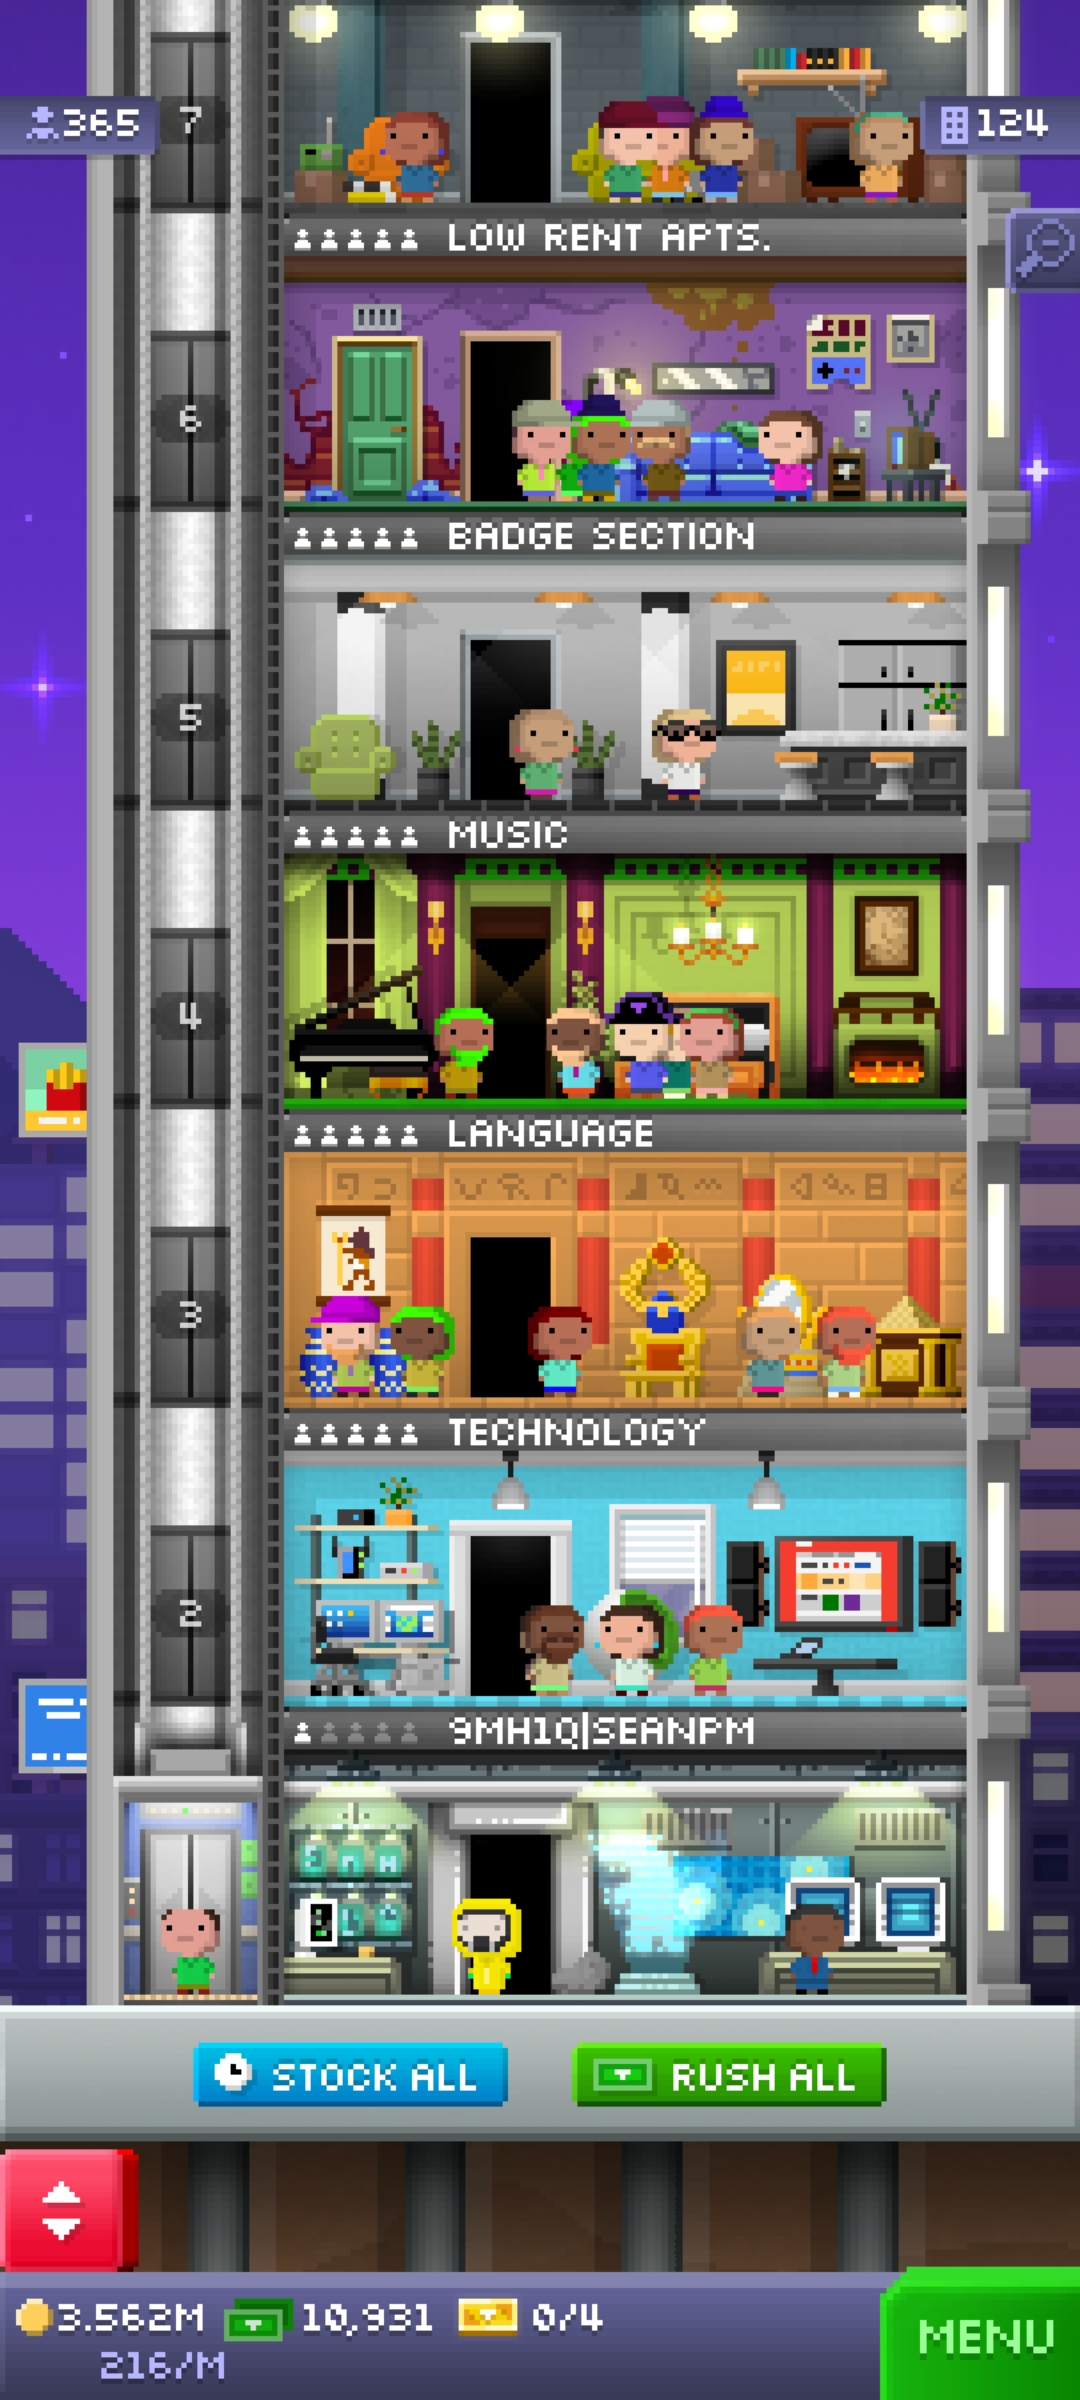 365
7
124
LOW RENT APTS.
6
BADGE SECTION
5
MUSIC
4
LANGUAGE
3
TECHNOLOGY
2
9MH1Q|SEANPM
STOCK ALL
RUSH ALL
3.562M
10,931
0/4
216/M
MENU